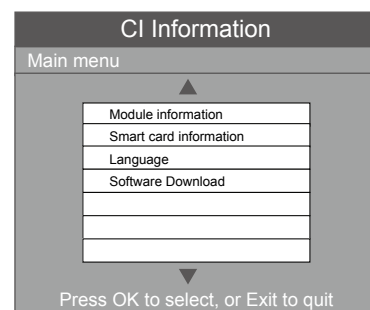 CI Information
Main menu
Module information
Smart card information
Language
Software Download
Press OK to select, or Exit to quit